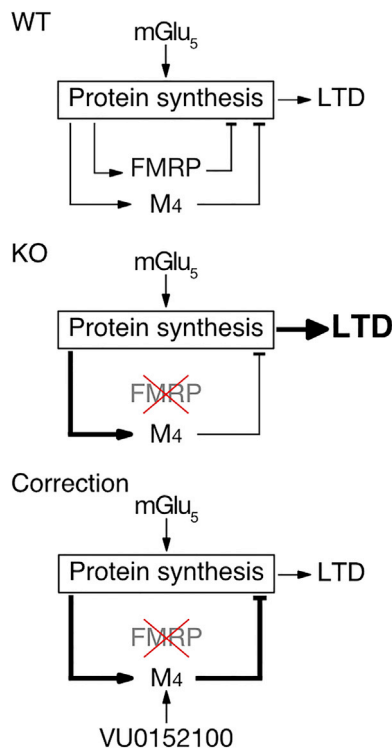 WT
mGlu5
Protein synthesis LTD
FMRP
M4
KO
mGlu5
Protein synthesis LTD
FMRP
M4
Correction
mGlu5
Protein synthesis LTD
FMRP
M4
VU0152100